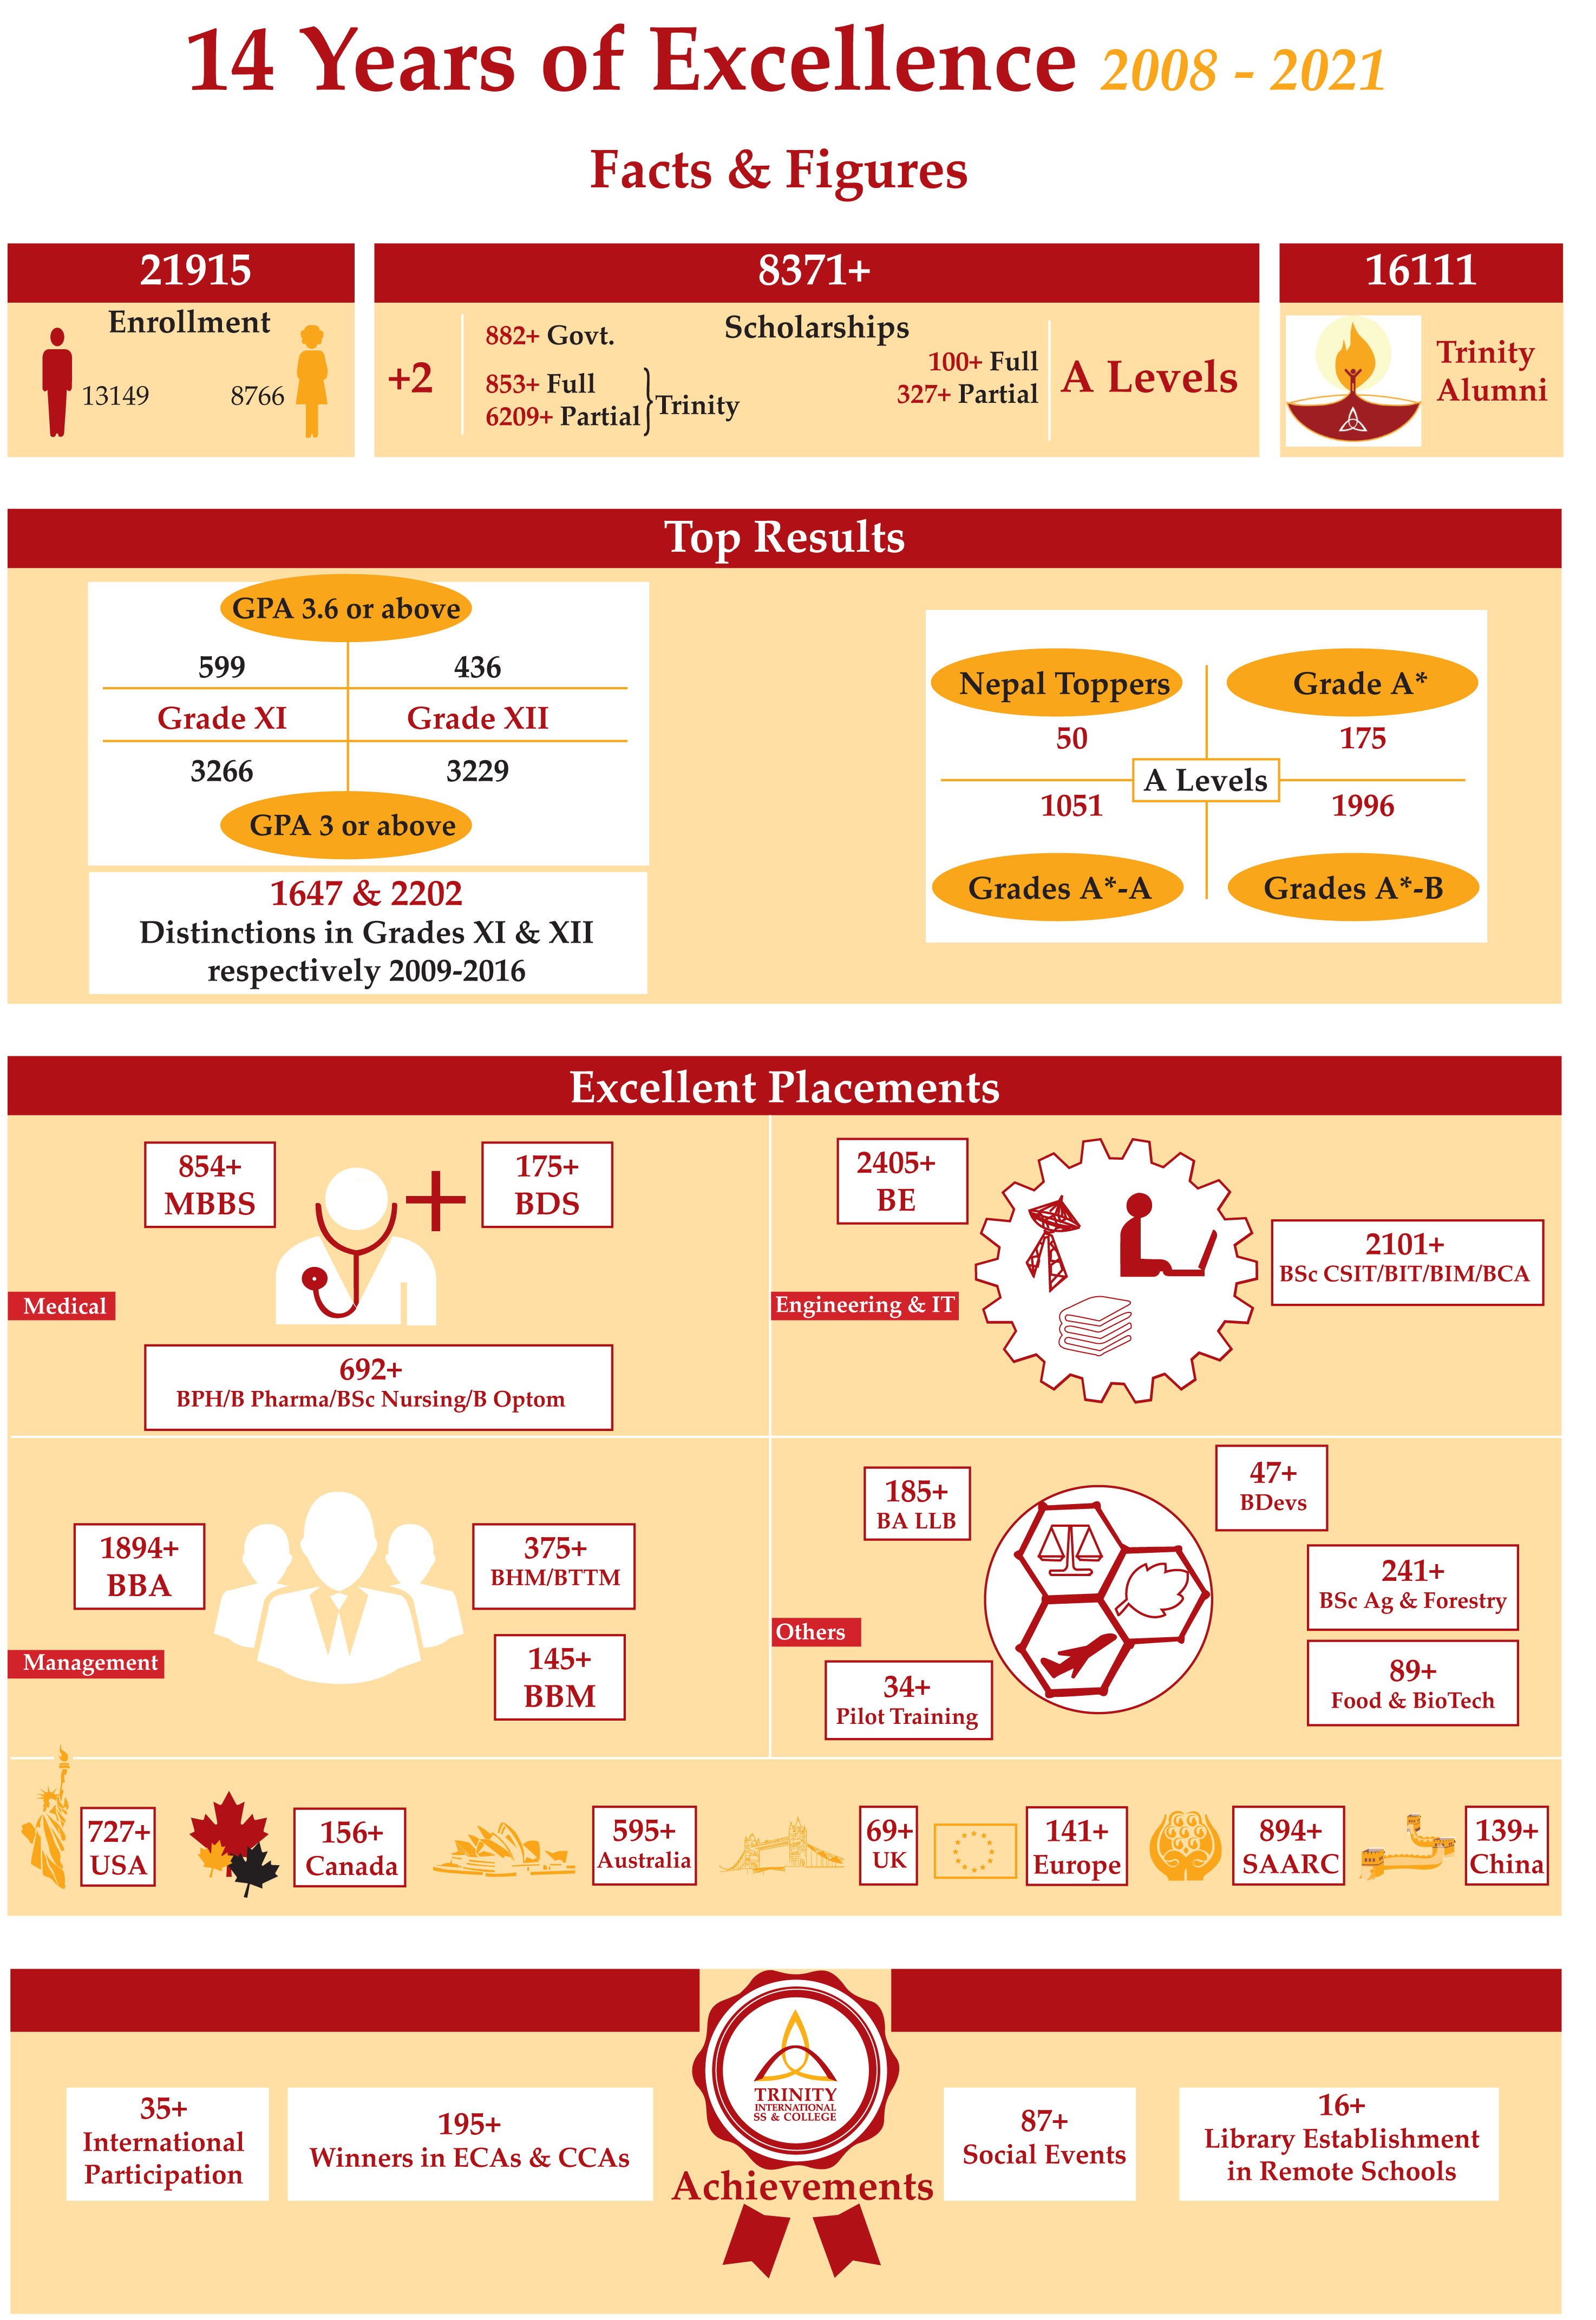 14 Years of Excellence 2008 - 2021
Facts & Figures
21915
Enrollment
13149
8766
8371+
Scholarships
+2
882+ Govt.
853+ Full
6209+ Partial
Trinity
100+ Full
327+ Partial
A Levels
16111
Trinity
Alumni
Top Results
GPA 3.6 or above
599 436
Grade XI Grade XII
3266 3229
GPA 3 or above
1647 & 2202
Distinctions in Grades XI & XII
respectively 2009-2016
Nepal Toppers Grade A*
50 175
A Levels
1051 1996
Grades A*-A Grades A*-B
Excellent Placements
854+
MBBS
175+
BDS
Medical
692+
BPH/B Pharma/BSc Nursing/B Optom
2405+
BE
2101+
BSc CSIT/BIT/BIM/BCA
Engineering & IT
1894+
BBA
375+
BHM/BTTM
145+
BBM
Management
185+
BA LLB
47+
BDevs
241+
BSc Ag & Forestry
Others
34+
Pilot Training
89+
Food & BioTech
727+
USA
156+
Canada
595+
Australia
69+
UK
141+
Europe
894+
SAARC
139+
China
TRINITY
INTERNATIONAL
SS & COLLEGE
Achievements
35+
International
Participation
195+
Winners in ECAs & CCAs
87+
Social Events
16+
Library Establishment
in Remote Schools